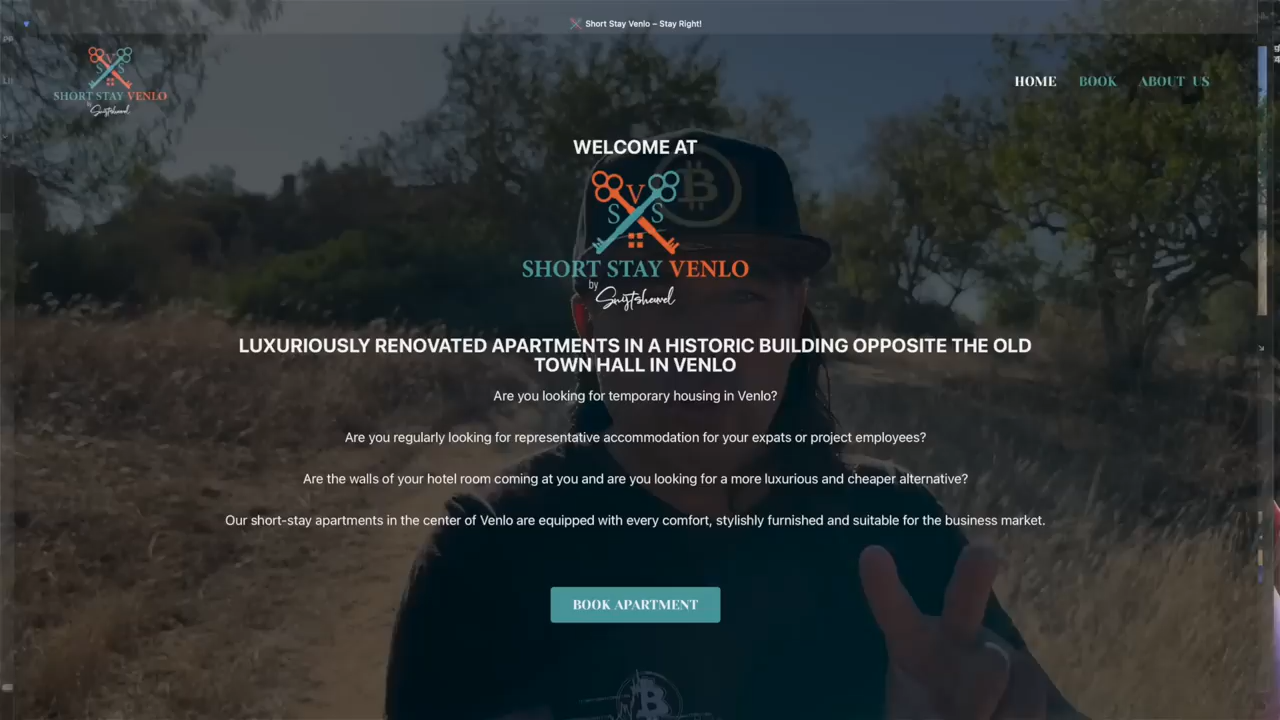 Short Stay Venlo – Stay Right!
SVS
SHORT STAY VENLO
by Snijtsheuvel
HOME BOOK ABOUT US
WELCOME AT
SVS
SHORT STAY VENLO
by Snijtsheuvel
LUXURIOUSLY RENOVATED APARTMENTS IN A HISTORIC BUILDING OPPOSITE THE OLD
TOWN HALL IN VENLO
Are you looking for temporary housing in Venlo?
Are you regularly looking for representative accommodation for your expats or project employees?
Are the walls of your hotel room coming at you and are you looking for a more luxurious and cheaper alternative?
Our short-stay apartments in the center of Venlo are equipped with every comfort, stylishly furnished and suitable for the business market.
BOOK APARTMENT